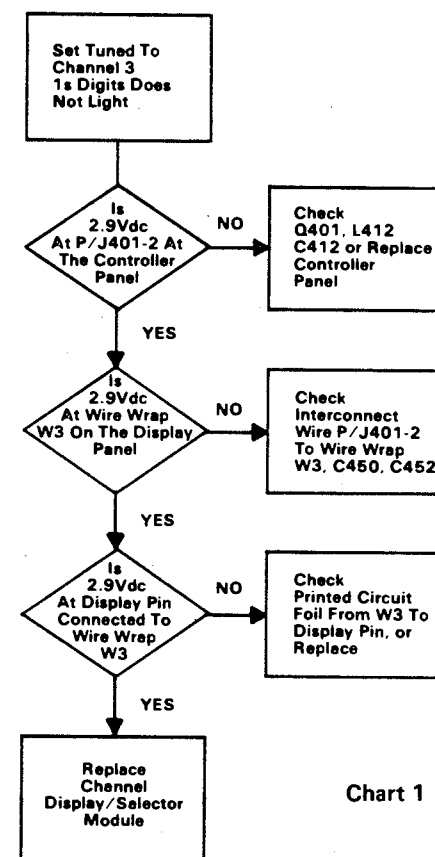 Set Tuned To
Channel 3
1s Digits Does
Not Light
Is
2.9Vdc
At P/J401-2 At
The Controller
Panel
NO
Check
Q401, L412
C412 or Replace
Controller
Panel
YES
Is
2.9Vdc
At Wire Wrap
W3 On The Display
Panel
NO
Check
Interconnect
Wire P/J401-2
To Wire Wrap
W3, C450, C452
YES
Is
2.9Vdc
At Display Pin
Connected To
Wire Wrap
W3
NO
Check
Printed Circuit
Foil From W3 To
Display Pin, or
Replace
YES
Replace
Channel
Display/Selector
Module
Chart 1